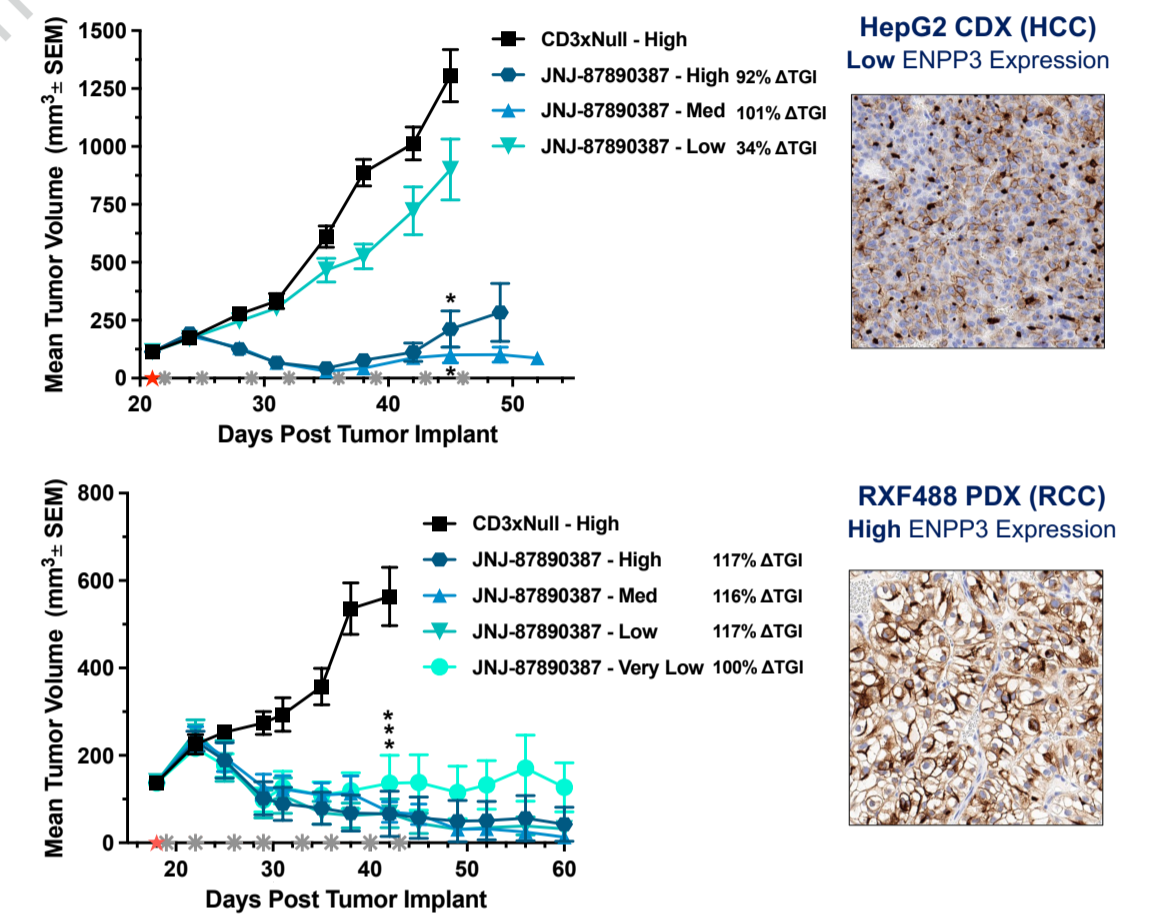 HepG2 CDX (HCC)
Low ENPP3 Expression
Mean Tumor Volume (mm³± SEM)
1500
1250
1000
750
500
250
0
CD3xNull - High
JNJ-87890387 - High 92% ΔTGI
JNJ-87890387 - Med 101% ΔTGI
JNJ-87890387 - Low 34% ΔTGI
*
*
20 30 40 50
Days Post Tumor Implant
RXF488 PDX (RCC)
High ENPP3 Expression
Mean Tumor Volume (mm³± SEM)
800
600
400
200
0
CD3xNull - High
JNJ-87890387 - High 117% ΔTGI
JNJ-87890387 - Med 116% ΔTGI
JNJ-87890387 - Low 117% ΔTGI
JNJ-87890387 - Very Low 100% ΔTGI
*
*
*
20 30 40 50 60
Days Post Tumor Implant